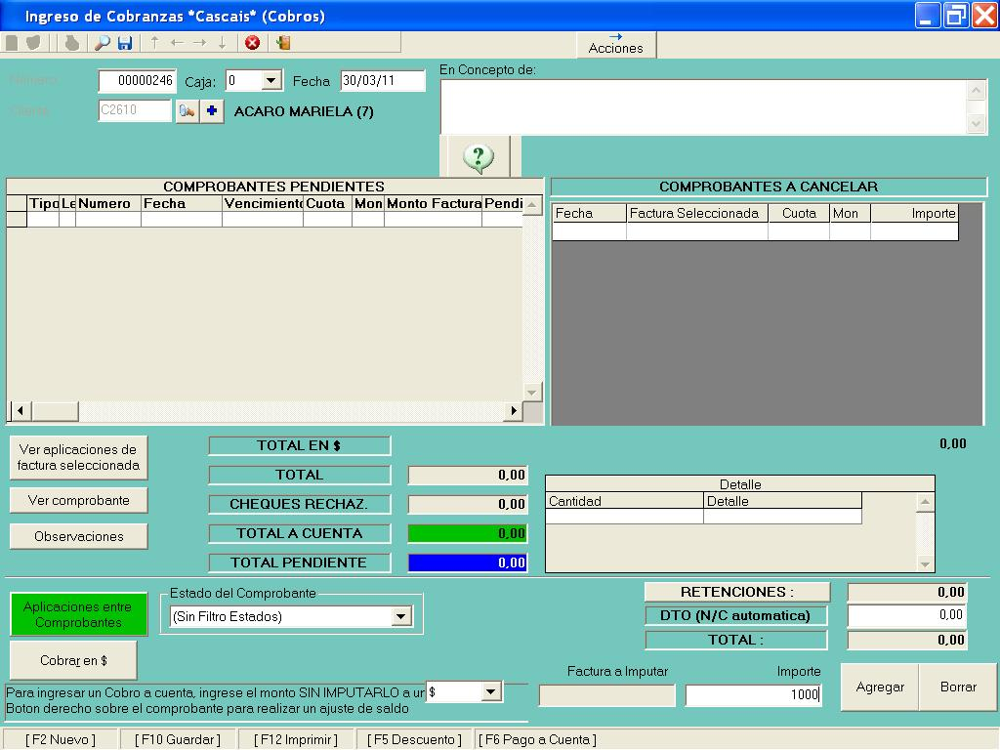 Ingreso de Cobranzas *Cascais* (Cobros)
Acciones
Número
00000246
Caja:
0
Fecha
30/03/11
En Concepto de:
Cliente
C2610
ACARO MARIELA (7)
COMPROBANTES PENDIENTES
Tipo Le Numero Fecha Vencimiento Cuota Mon Monto Factura Pendi
COMPROBANTES A CANCELAR
Fecha Factura Seleccionada Cuota Mon Importe
0,00
Ver aplicaciones de
factura seleccionada
Ver comprobante
Observaciones
TOTAL EN $
TOTAL 0,00
CHEQUES RECHAZ. 0,00
TOTAL A CUENTA 0,00
TOTAL PENDIENTE 0,00
Detalle
Cantidad Detalle
Aplicaciones entre
Comprobantes
Estado del Comprobante
(Sin Filtro Estados)
RETENCIONES : 0,00
DTO (N/C automatica) 0,00
TOTAL : 0,00
Cobrar en $
Para ingresar un Cobro a cuenta, ingrese el monto SIN IMPUTARLO a un
$
Boton derecho sobre el comprobante para realizar un ajuste de saldo
Factura a Imputar
Importe
1000
Agregar
Borrar
[ F2 Nuevo ] [ F10 Guardar ] [ F12 Imprimir ] [ F5 Descuento ] [ F6 Pago a Cuenta ]